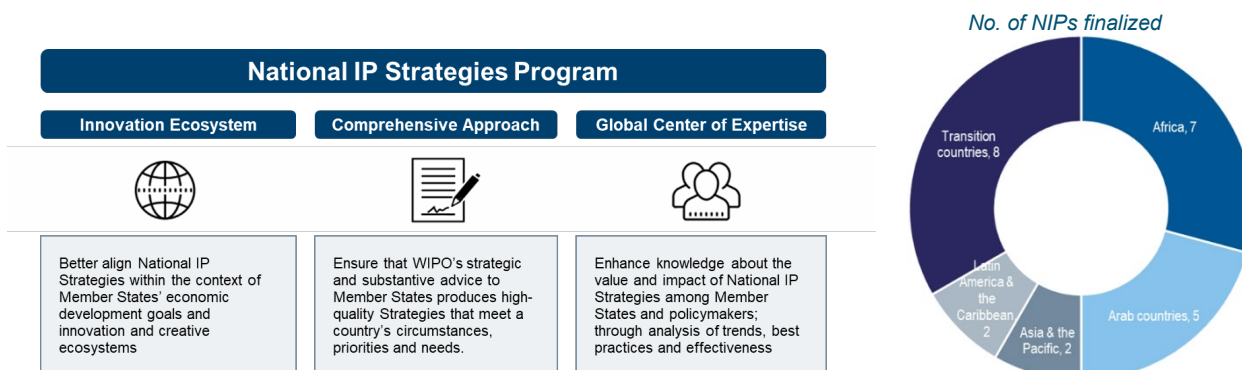 No. of NIPs finalized
National IP Strategies Program
Innovation Ecosystem
Comprehensive Approach
Global Center of Expertise
Better align National IP
Strategies within the context of
Member States' economic
development goals and
innovation and creative
ecosystems
Ensure that WIPO's strategic
and substantive advice to
Member States produces high-
quality Strategies that meet a
country's circumstances,
priorities and needs.
Enhance knowledge about the
value and impact of National IP
Strategies among Member
States and policymakers;
through analysis of trends, best
practices and effectiveness
Transition
countries, 8
Africa, 7
Latin
America &
the
Caribbean,
2
Asia & the
Pacific, 2
Arab countries, 5